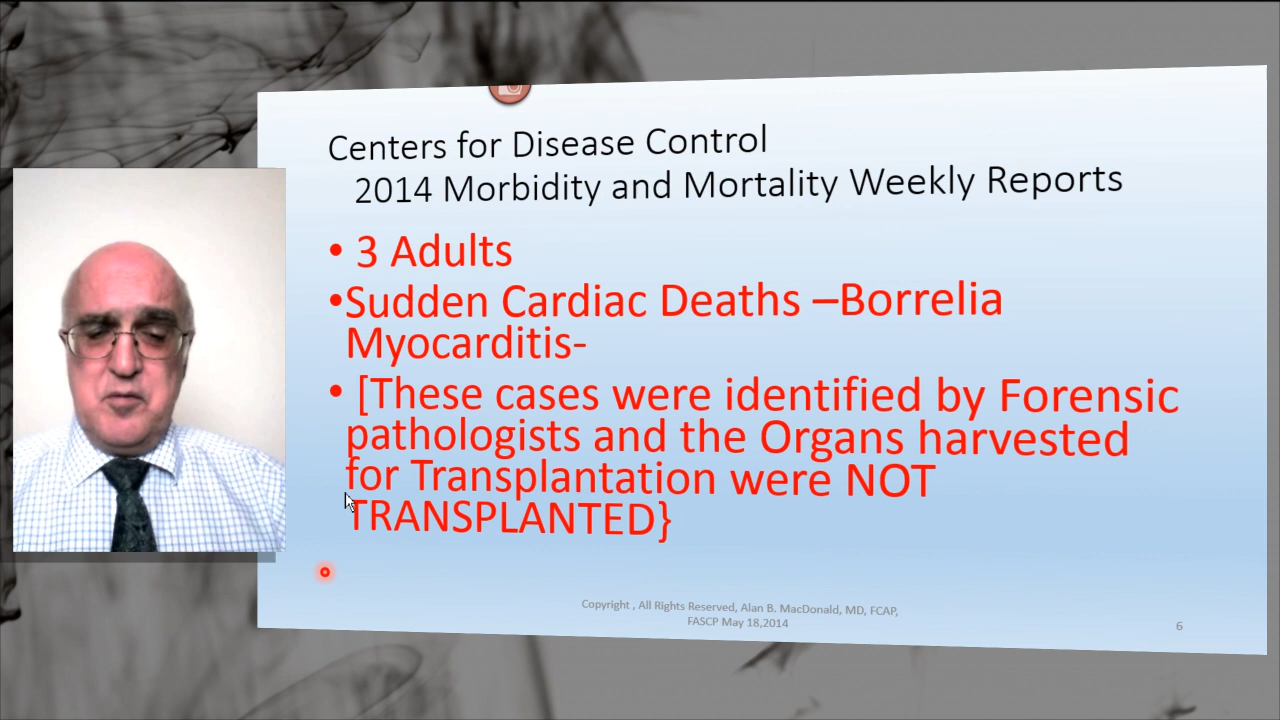 Centers for Disease Control
2014 Morbidity and Mortality Weekly Reports
• 3 Adults
•Sudden Cardiac Deaths –Borrelia
Myocarditis-
• [These cases were identified by Forensic
pathologists and the Organs harvested
for Transplantation were NOT
TRANSPLANTED}
Copyright , All Rights Reserved, Alan B. MacDonald, MD, FCAP,
FASCP May 18,2014
6